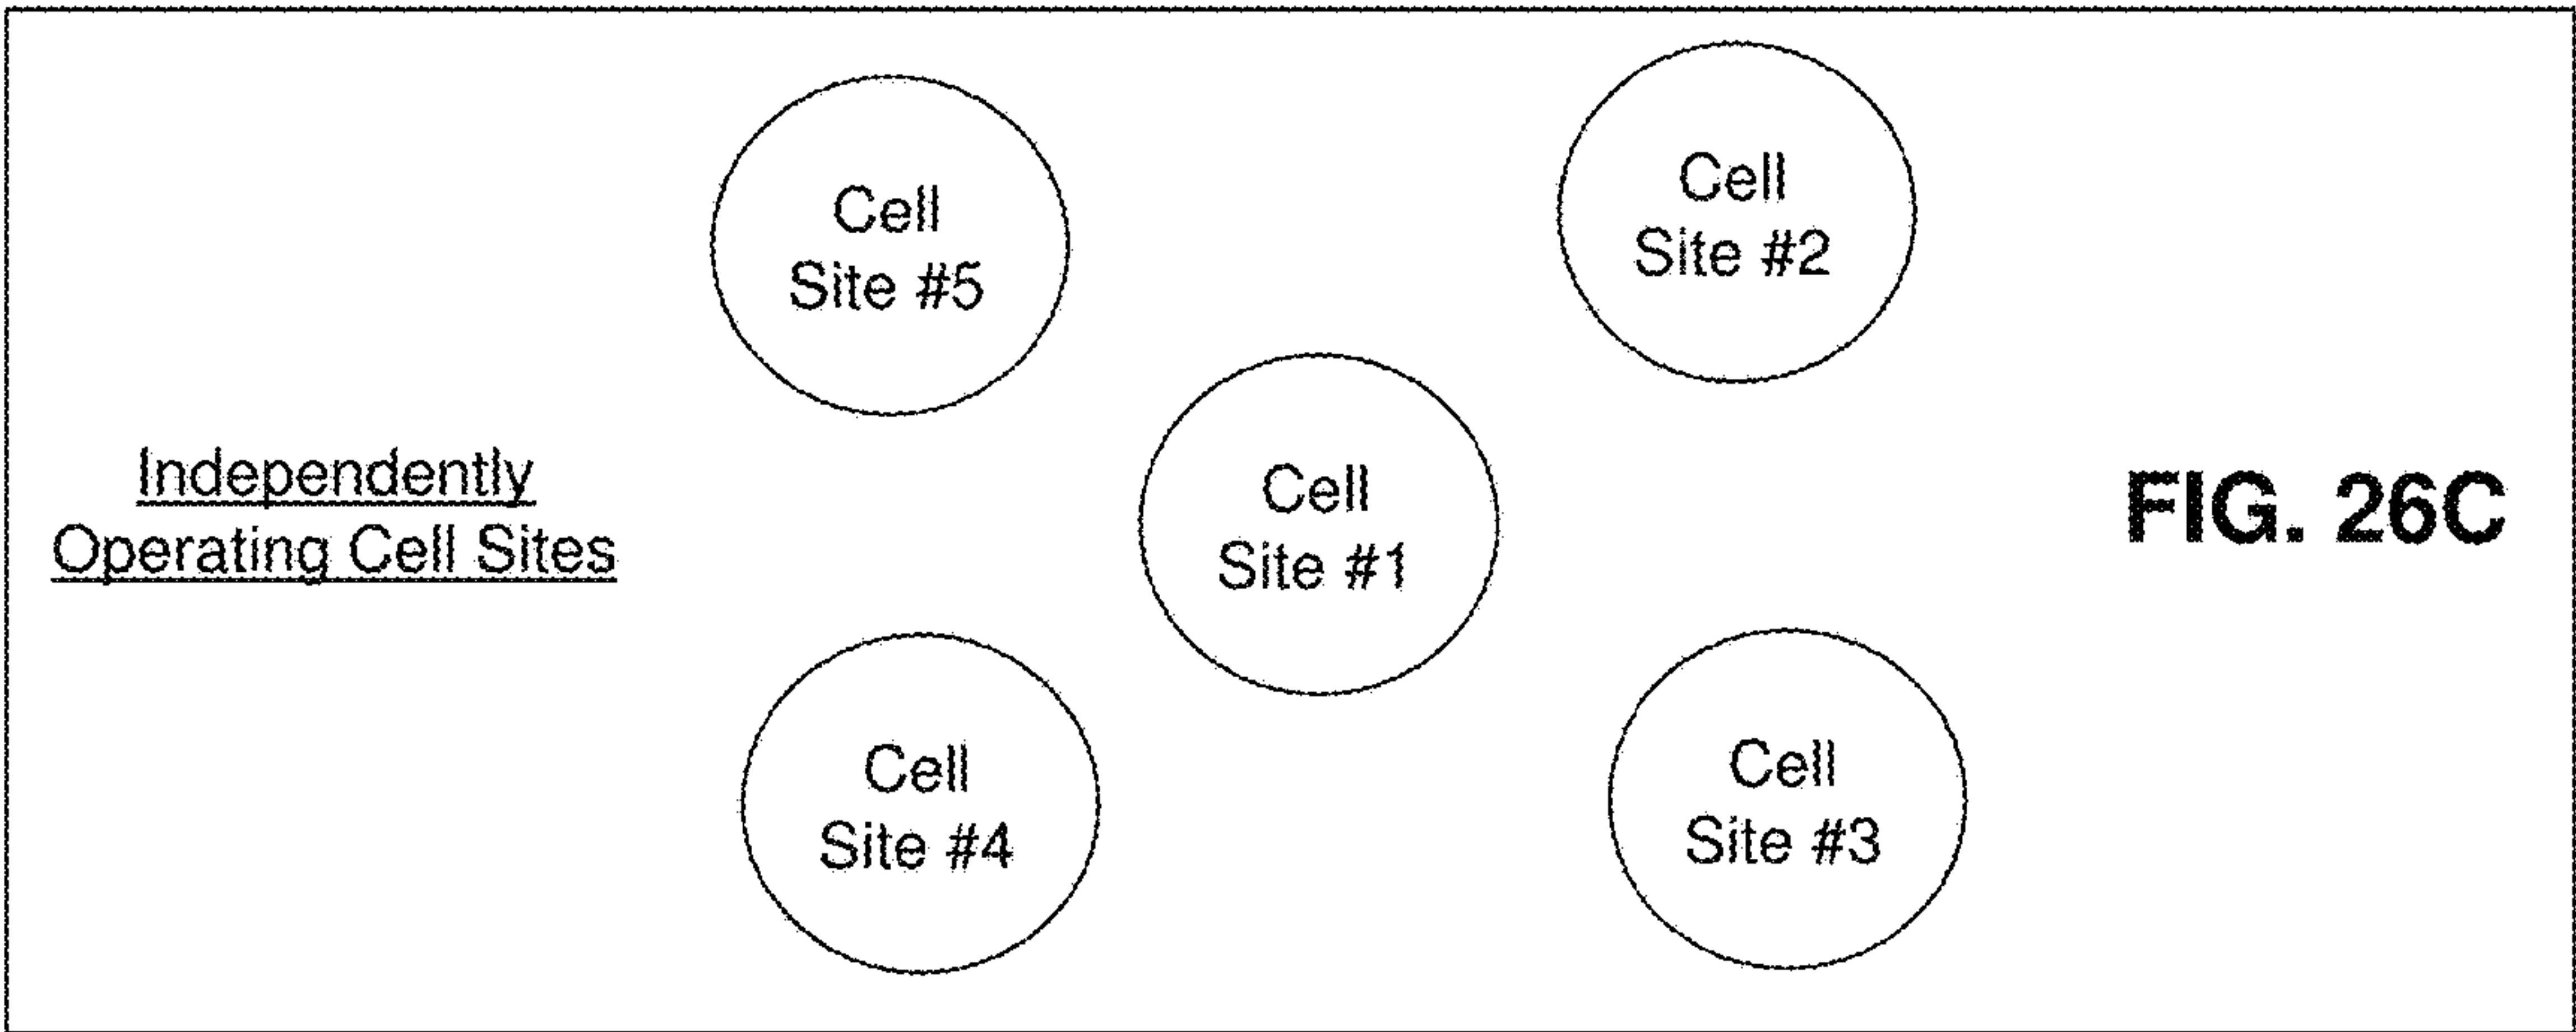 Cell
Site #5
Cell
Site #2
Independently
Operating Cell Sites
Cell
Site #1
FIG. 26C
Cell
Site #4
Cell
Site #3